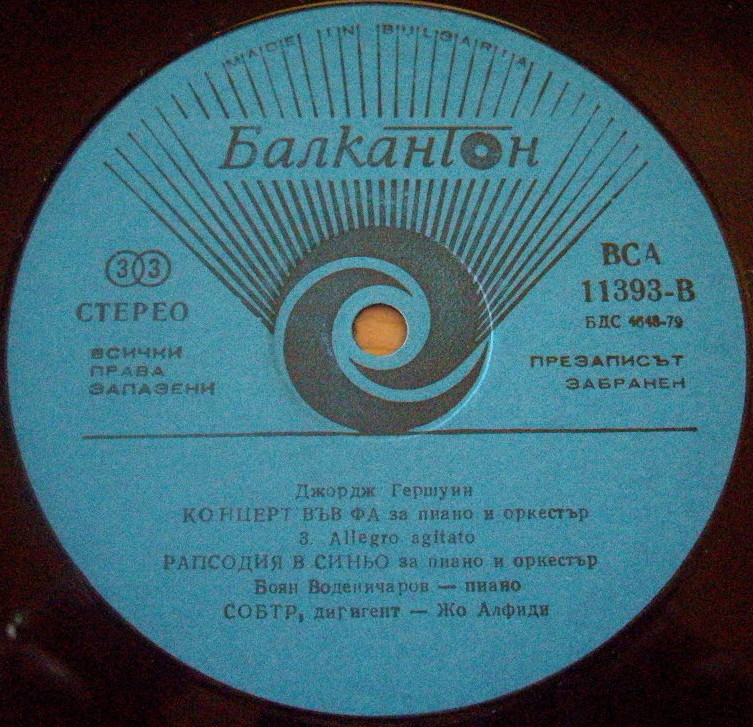 MADE IN BULGARIA
Балкантон
33
СТЕРЕО
ВСИЧКИ
ПРАВА
ЗАПАЗЕНИ
ВСА
11393-В
БДС 4648-79
ПРЕЗАПИСЪТ
ЗАБРАНЕН
Джордж Гершуин
КОНЦЕРТ ВЪВ ФА за пиано и оркестър
3. Allegro agitato
РАПСОДИЯ В СИНЬО за пиано и оркестър
Боян Воденичаров — пиано
СОБТР, диригент — Жо Алфиди